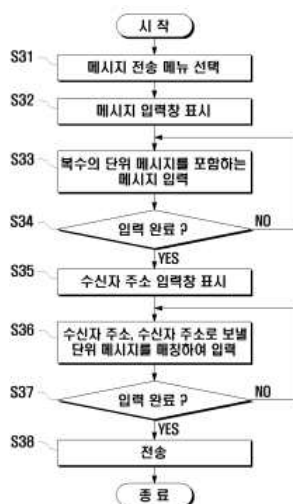 시 작
S31
메시지 전송 메뉴 선택
S32
메시지 입력창 표시
S33
복수의 단위 메시지를 포함하는
메시지 입력
S34
입력 완료 ?
NO
YES
S35
수신자 주소 입력창 표시
S36
수신자 주소, 수신자 주소로 보낼
단위 메시지를 매칭하여 입력
S37
입력 완료 ?
NO
YES
S38
전송
종 료